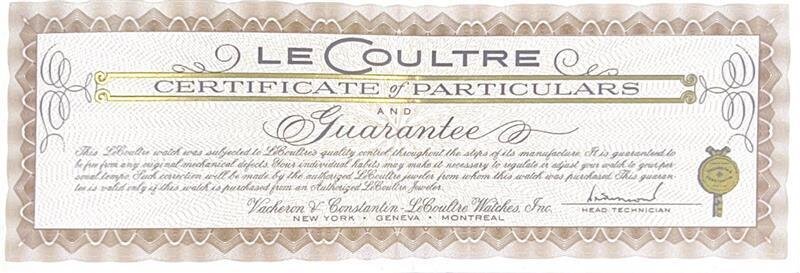 LECOULTRE
CERTIFICATE of PARTICULARS
AND
Guarantee
This LeCoultre watch was subjected to LeCoultre's quality control throughout the steps of its manufacture. It is guaranteed to
be free from any original mechanical defects. Your individual habits may make it necessary to regulate or adjust your watch to your per-
sonal tempo. Such correction will be made by the authorized LeCoultre jeweler from whom this watch was purchased. This guaran-
tee is valid only if this watch is purchased from an Authorized LeCoultre Jeweler.
Vacheron & Constantin-LeCoultre Watches, Inc.
NEW YORK • GENEVA • MONTREAL
HEAD TECHNICIAN